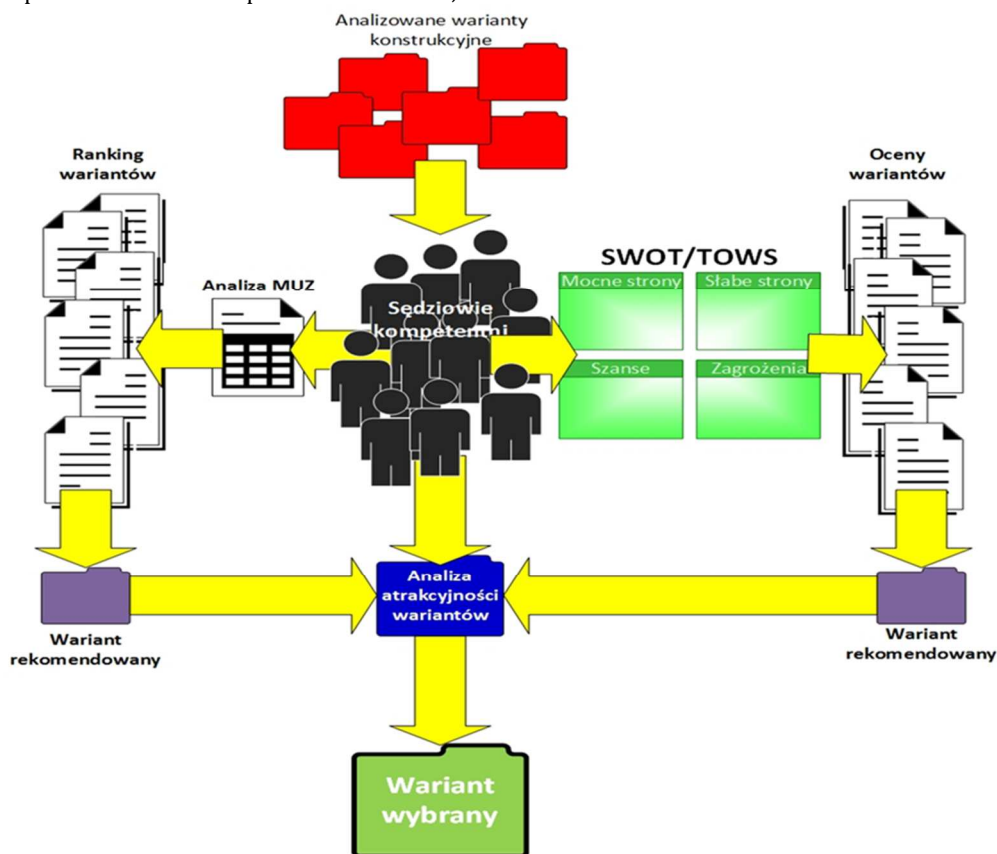 Analizowane warianty
konstrukcyjne
Ranking
wariantów
Oceny
wariantów
SWOT/TOWS
Mocne strony
Słabe strony
Analiza MUZ
Sędziowie
kompetentni
Szanse
Zagrożenia
Analiza
atrakcyjności
wariantów
Wariant
rekomendowany
Wariant
rekomendowany
Wariant
wybrany